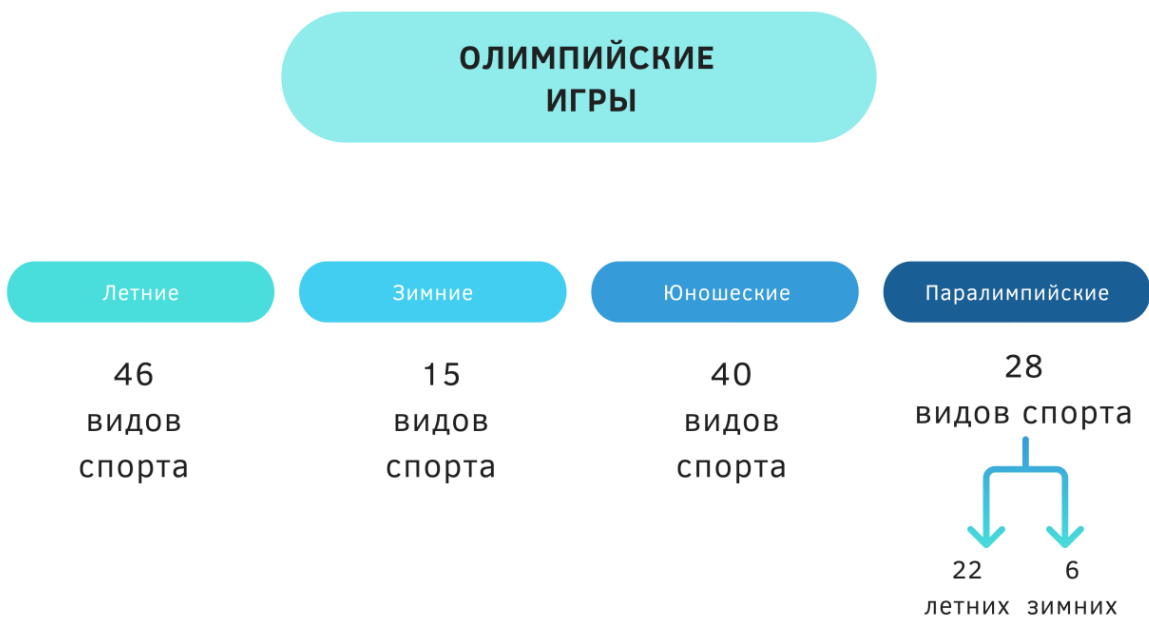 ОЛИМПИЙСКИЕ
ИГРЫ
Летние
46
видов
спорта
Зимние
15
видов
спорта
Юношеские
40
видов
спорта
Паралимпийские
28
видов спорта
22
летних
6
зимних